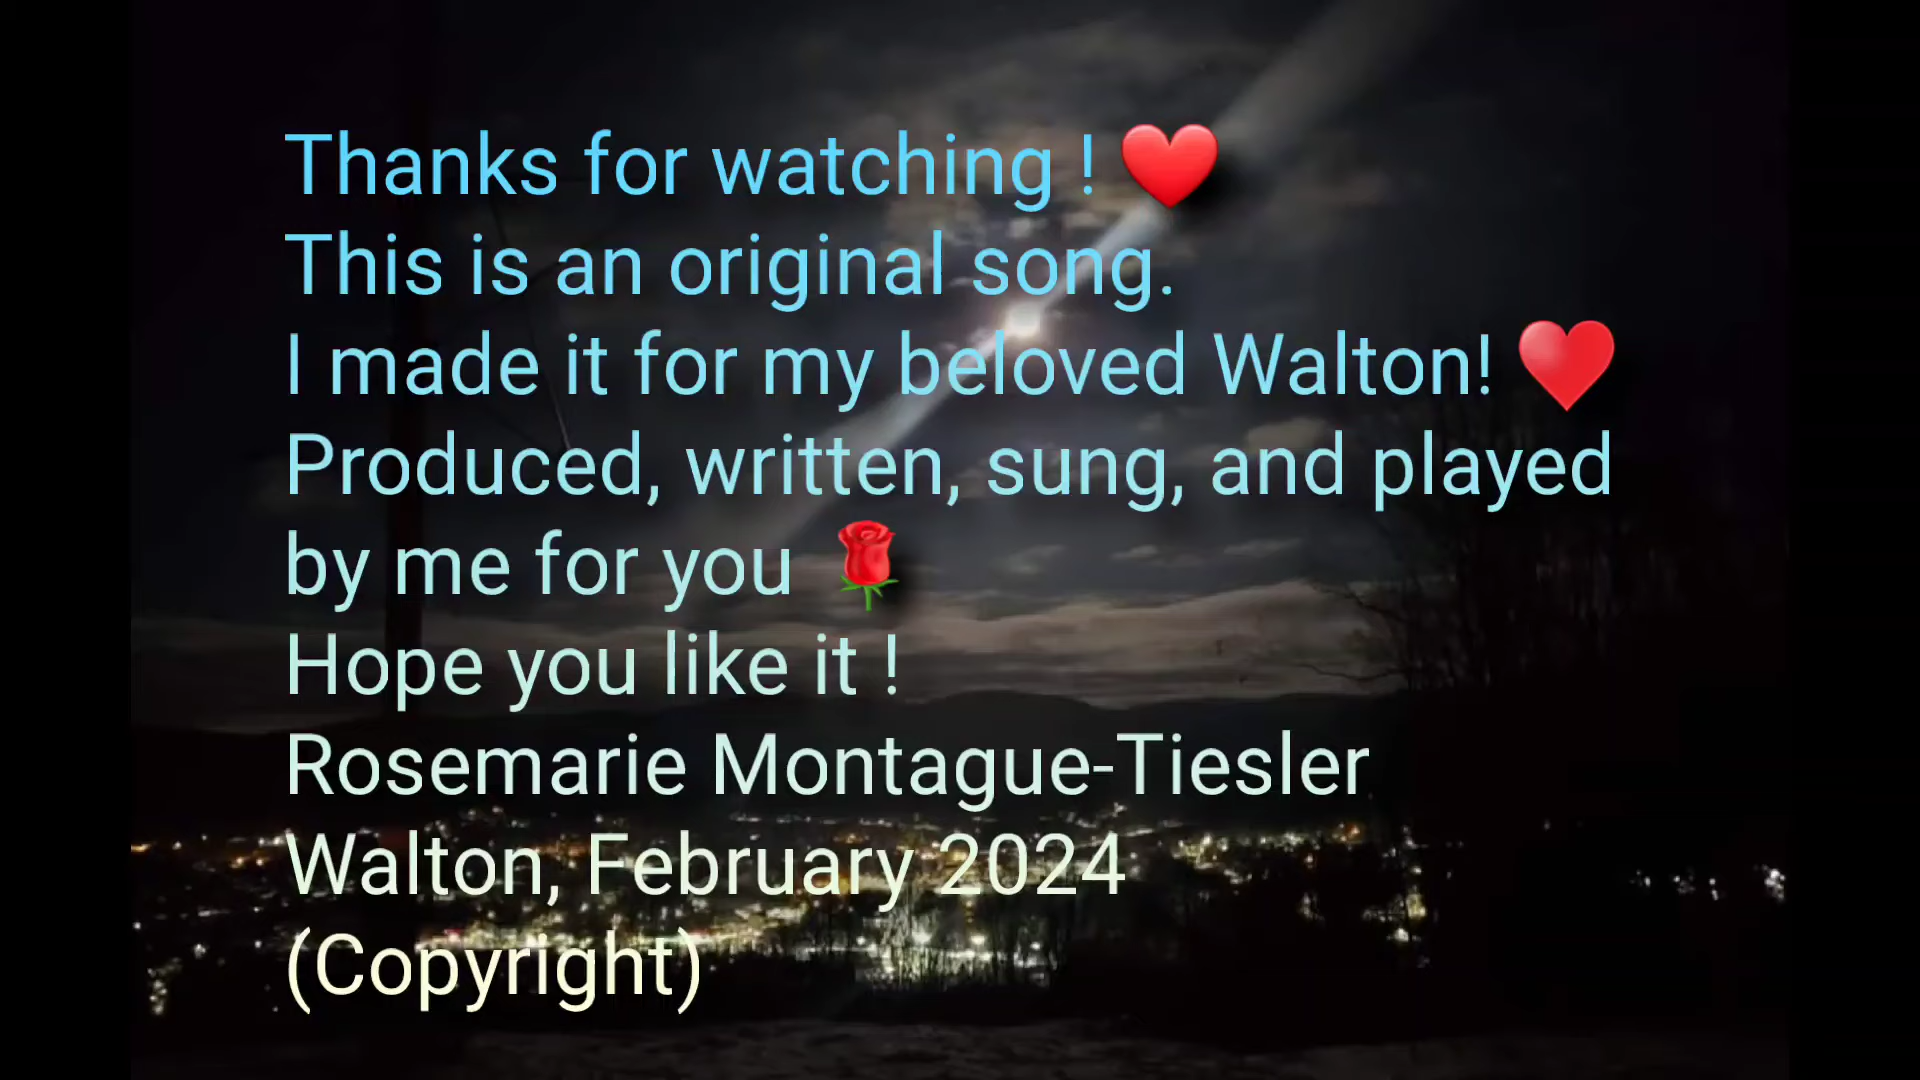 Thanks for watching ! ❤️
This is an original song.
I made it for my beloved Walton! ♥️
Produced, written, sung, and played
by me for you 🌹
Hope you like it !
Rosemarie Montague-Tiesler
Walton, February 2024
(Copyright)